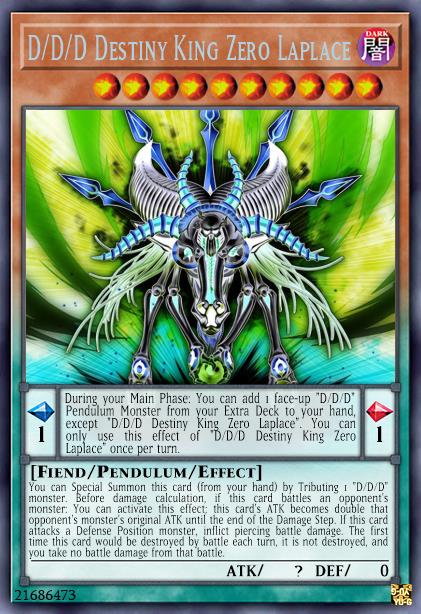 D/D/D Destiny King Zero Laplace
DARK
闇
During your Main Phase: You can add 1 face-up "D/D/D"
Pendulum Monster from your Extra Deck to your hand,
except "D/D/D Destiny King Zero Laplace". You can
only use this effect of "D/D/D Destiny King Zero
Laplace" once per turn.
1
1
[Fiend/Pendulum/Effect]
You can Special Summon this card (from your hand) by Tributing 1 "D/D/D"
monster. Before damage calculation, if this card battles an opponent's
monster: You can activate this effect; this card's ATK becomes double that
opponent's monster's original ATK until the end of the Damage Step. If this card
attacks a Defense Position monster, inflict piercing battle damage. The first
time this card would be destroyed by battle each turn, it is not destroyed, and
you take no battle damage from that battle.
ATK/ ? DEF/ 0
21686473